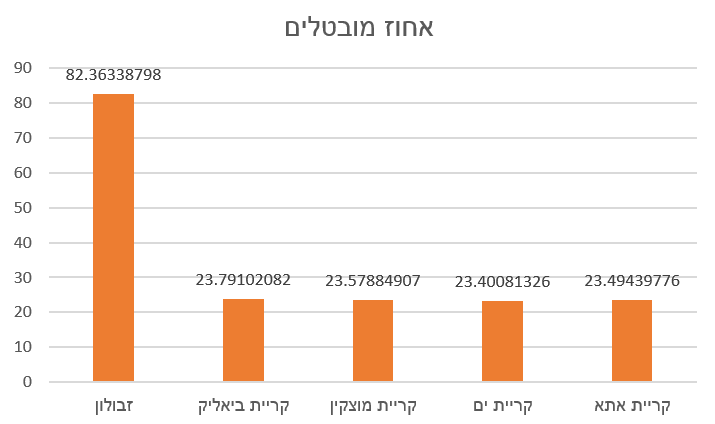 אחוז מובטלים
90
80
70
60
50
40
30
20
10
0
82.36338798
23.79102082
23.57884907
23.40081326
23.49439776
זבולון
קריית ביאליק
קריית מוצקין
קריית ים
קריית אתא